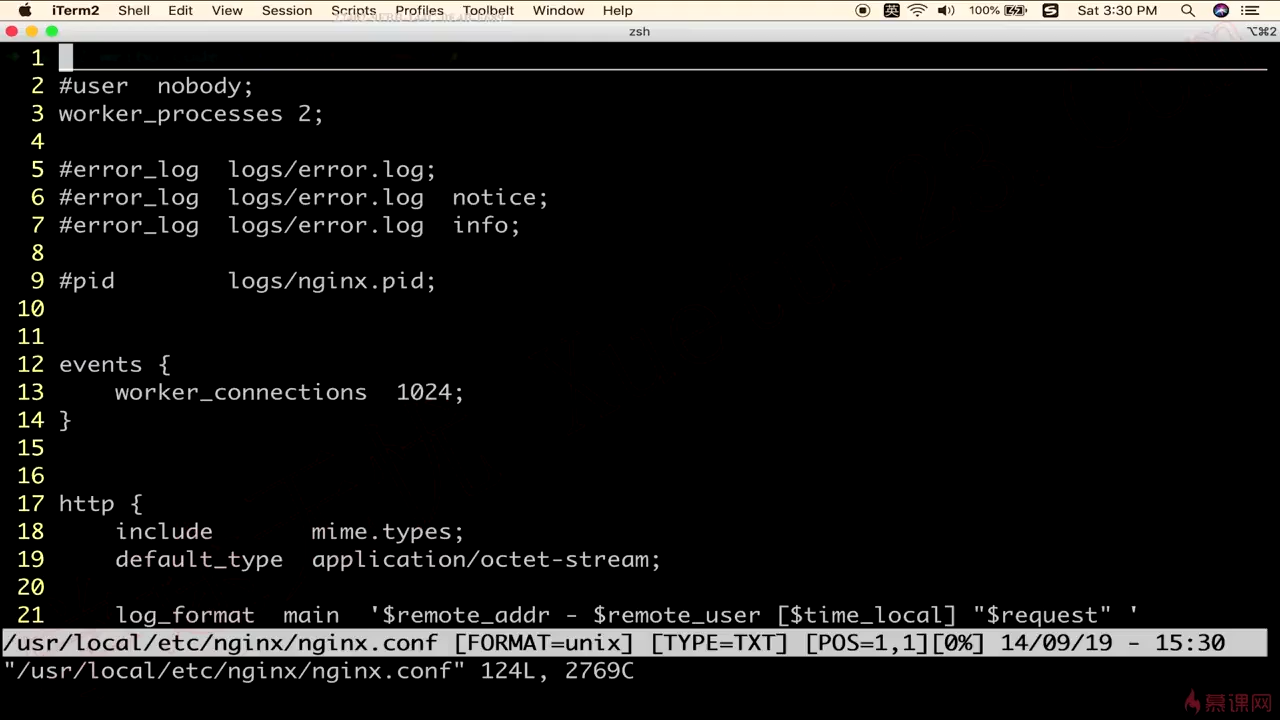 iTerm2 Shell Edit View Session Scripts Profiles Toolbelt Window Help 英 100% S Sat 3:30 PM
zsh ⌥⌘2
1
2 #user  nobody;
3 worker_processes 2;
4
5 #error_log  logs/error.log;
6 #error_log  logs/error.log  notice;
7 #error_log  logs/error.log  info;
8
9 #pid        logs/nginx.pid;
10
11
12 events {
13     worker_connections  1024;
14 }
15
16
17 http {
18     include       mime.types;
19     default_type  application/octet-stream;
20
21     log_format  main  '$remote_addr - $remote_user [$time_local] "$request" '
/usr/local/etc/nginx/nginx.conf [FORMAT=unix] [TYPE=TXT] [POS=1,1][0%] 14/09/19 - 15:30
"/usr/local/etc/nginx/nginx.conf" 124L, 2769C
慕课网